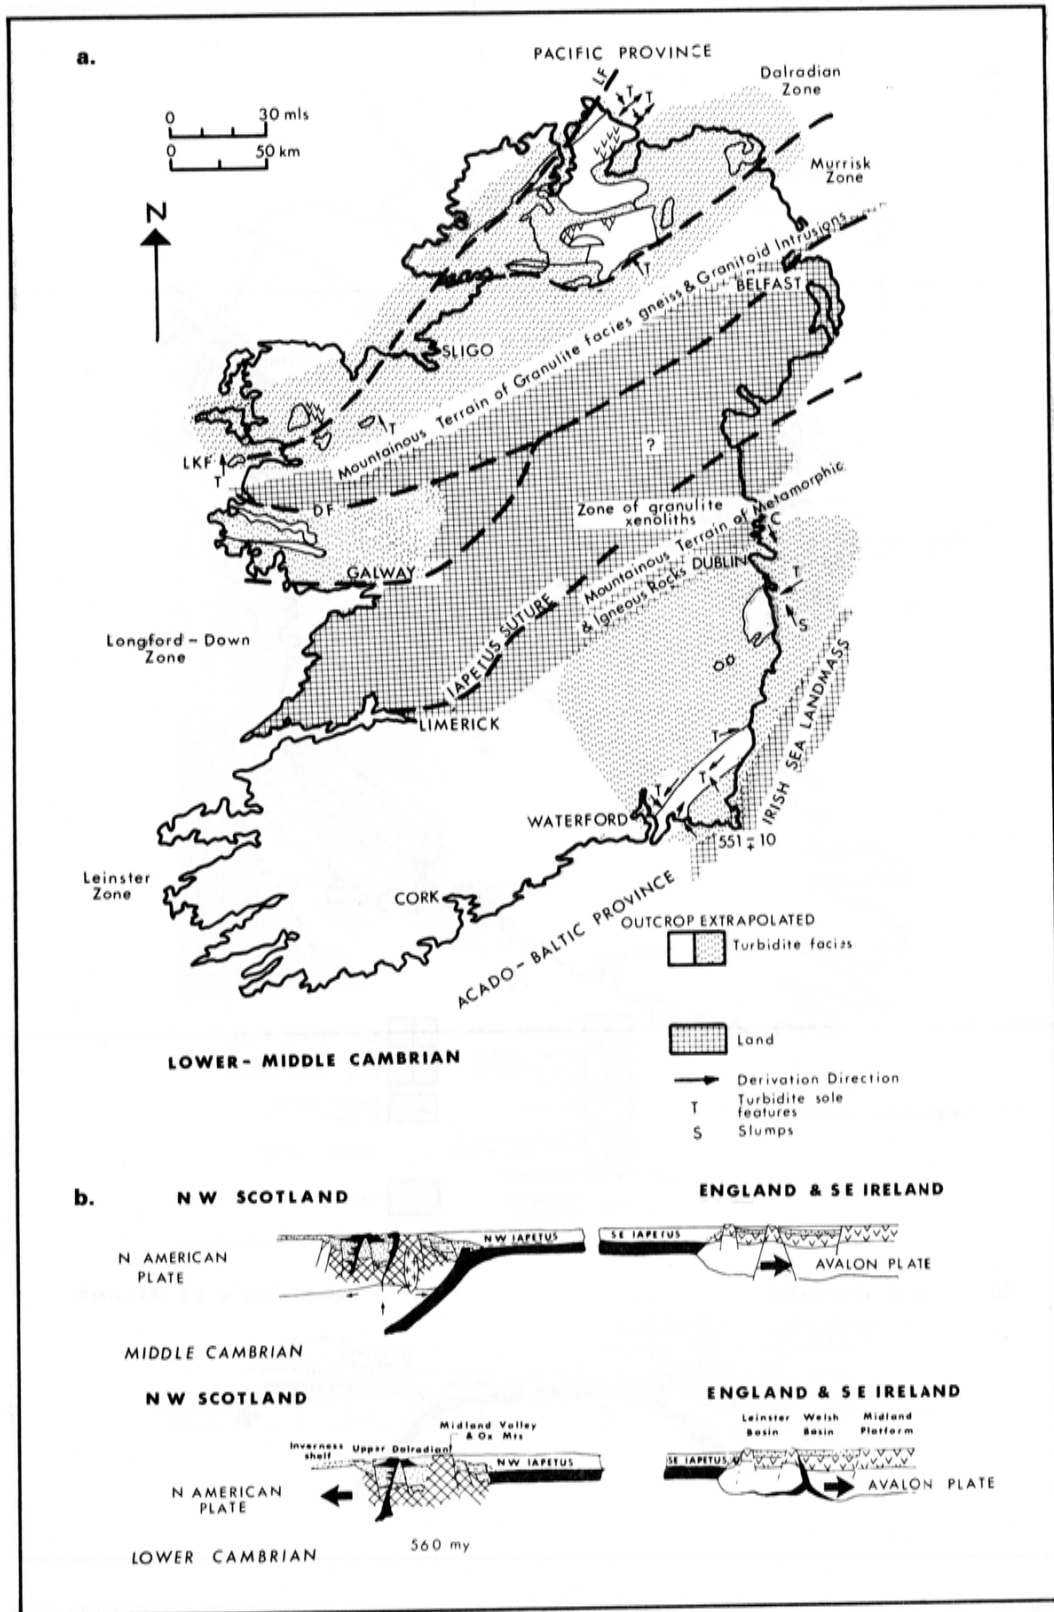 a.
PACIFIC PROVINCE
LF
T
T
Dalradian
Zone
0 30 mls
0 50 km
Murrisk
Zone
N
T
BELFAST
Mountainous Terrain of Granulite facies gneiss & Granitoid Intrusions
SLIGO
T
?
LKF
T
DF
Zone of granulite
xenoliths
C
Mountainous Terrain of Metamorphic
& Igneous Rocks
DUBLIN
T
GALWAY
S
IAPETUS SUTURE
Longford - Down
Zone
IRISH SEA LANDMASS
LIMERICK
T
T
T
WATERFORD
551 ∓ 10
Leinster
Zone
CORK
ACADO - BALTIC PROVINCE
OUTCROP EXTRAPOLATED
Turbidite facies
Land
LOWER - MIDDLE CAMBRIAN
Derivation Direction
T Turbidite sole
features
S Slumps
b.
NW SCOTLAND
ENGLAND & SE IRELAND
NW IAPETUS
SE IAPETUS
N AMERICAN
PLATE
AVALON PLATE
MIDDLE CAMBRIAN
NW SCOTLAND
ENGLAND & SE IRELAND
Inverness
shelf
Upper Dalradian
Midland Valley
& Ox Mts
Leinster
Basin
Welsh
Basin
Midland
Platform
NW IAPETUS
SE IAPETUS
N AMERICAN
PLATE
AVALON PLATE
560 my
LOWER CAMBRIAN